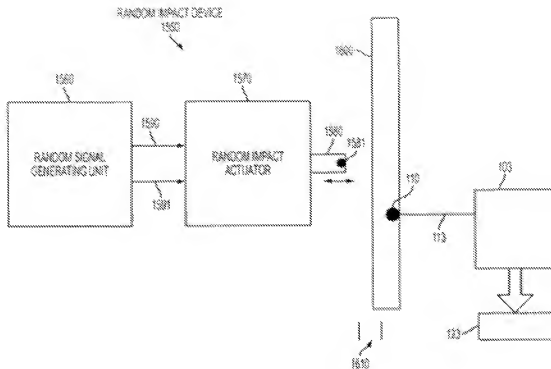 RANDOM IMPACT DEVICE
1550
1560
1570
1600
RANDOM SIGNAL
GENERATING UNIT
1590
1591
RANDOM IMPACT
ACTUATOR
1580
1581
110
103
113
133
1610